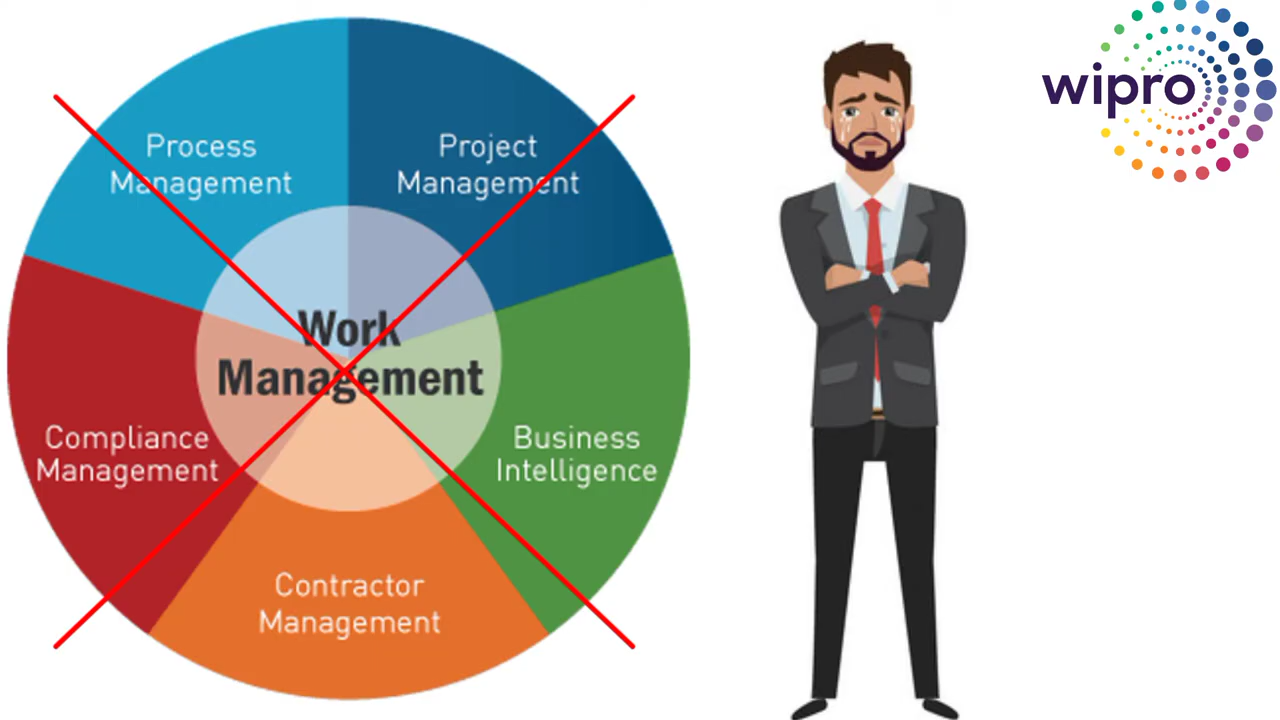 Process
Management
Project
Management
Work
Management
Compliance
Management
Business
Intelligence
Contractor
Management
wipro